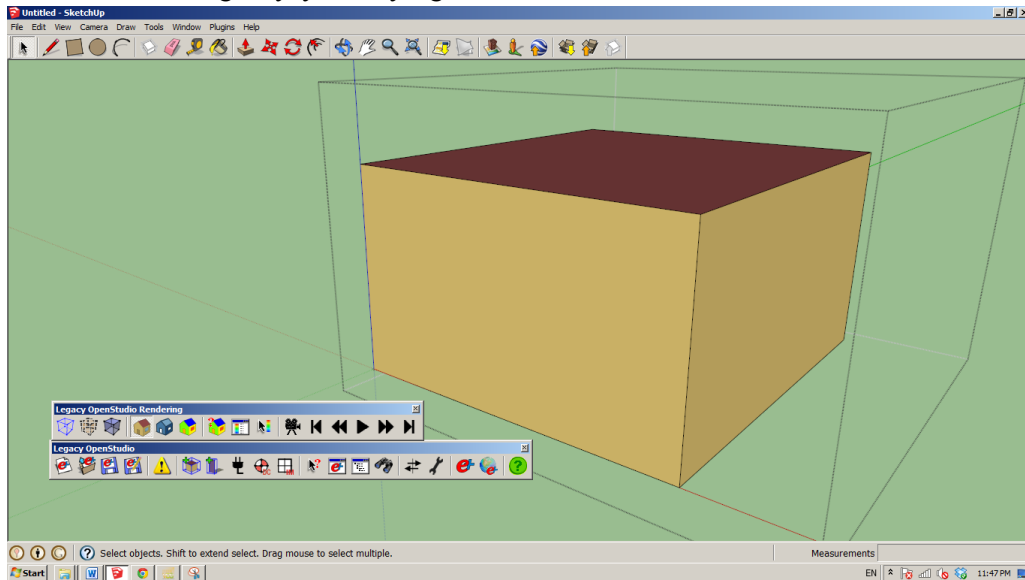 Untitled - SketchUp
File Edit View Camera Draw Tools Window Plugins Help
Legacy OpenStudio Rendering
Legacy OpenStudio
Select objects. Shift to extend select. Drag mouse to select multiple.
Measurements
Start
EN
11:47 PM